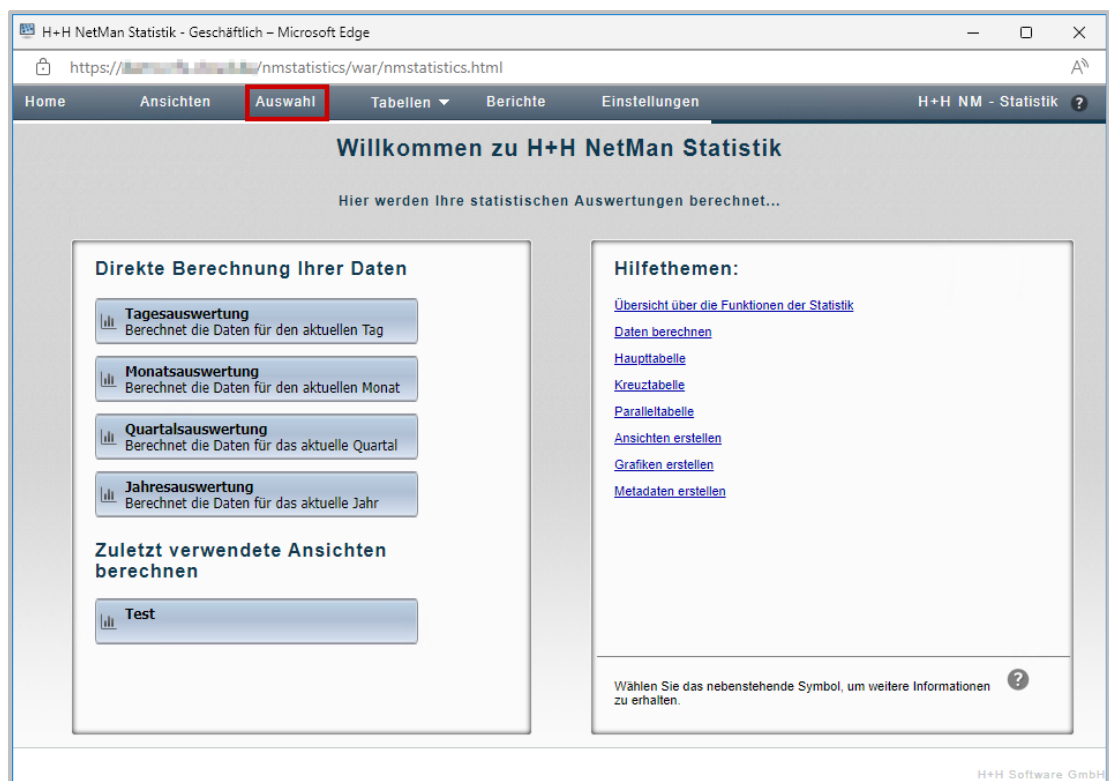 H+H NetMan Statistik - Geschäftlich – Microsoft Edge
https:// /nmstatistics/war/nmstatistics.html
Home Ansichten Auswahl Tabellen Berichte Einstellungen H+H NM - Statistik ?
Willkommen zu H+H NetMan Statistik
Hier werden Ihre statistischen Auswertungen berechnet...
Direkte Berechnung Ihrer Daten
Tagesauswertung
Berechnet die Daten für den aktuellen Tag
Monatsauswertung
Berechnet die Daten für den aktuellen Monat
Quartalsauswertung
Berechnet die Daten für das aktuelle Quartal
Jahresauswertung
Berechnet die Daten für das aktuelle Jahr
Zuletzt verwendete Ansichten
berechnen
Test
Hilfethemen:
Übersicht über die Funktionen der Statistik
Daten berechnen
Haupttabelle
Kreuztabelle
Paralleltabelle
Ansichten erstellen
Grafiken erstellen
Metadaten erstellen
Wählen Sie das nebenstehende Symbol, um weitere Informationen
zu erhalten.
?
H+H Software GmbH